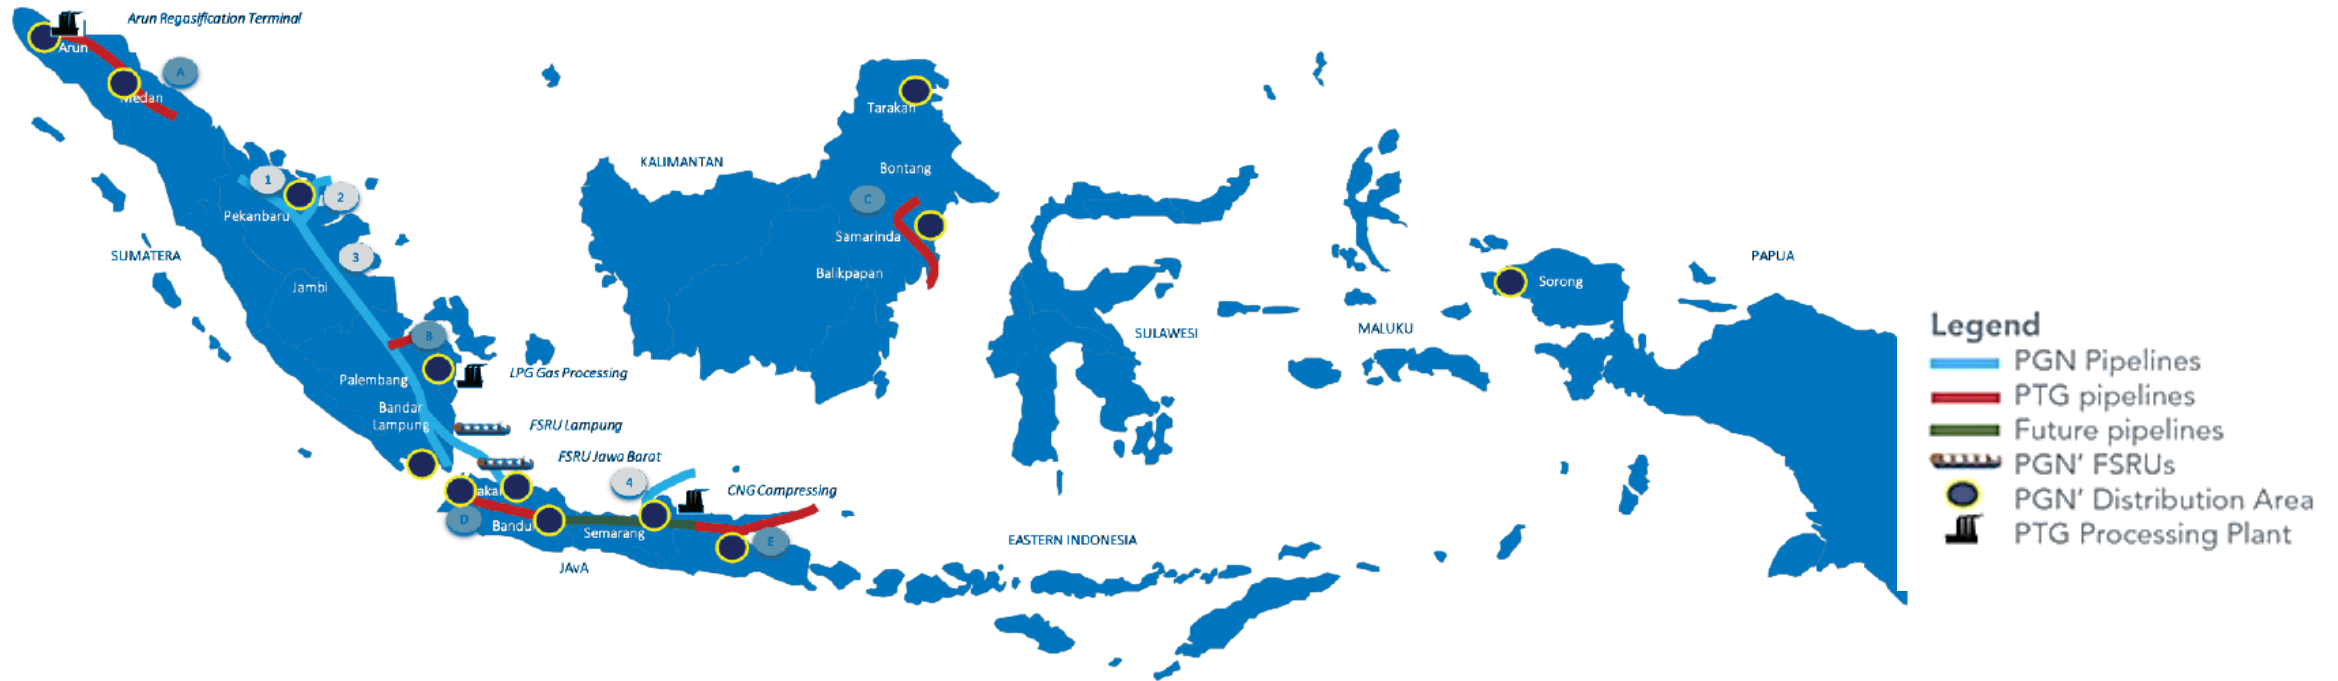 Arun Regasification Terminal
Arun
A
Medan
Tarakan
KALIMANTAN
Bontang
1
2
C
Pekanbaru
Samarinda
SUMATERA
3
Balikpapan
Jambi
Sorong
PAPUA
SULAWESI
MALUKU
B
Palembang
LPG Gas Processing
Bandar
Lampung
FSRU Lampung
FSRU Jawa Barat
4
CNG Compressing
akar
D
Bandu
Semarang
E
JAvA
EASTERN INDONESIA
Legend
PGN Pipelines
PTG pipelines
Future pipelines
PGN' FSRUs
PGN' Distribution Area
PTG Processing Plant